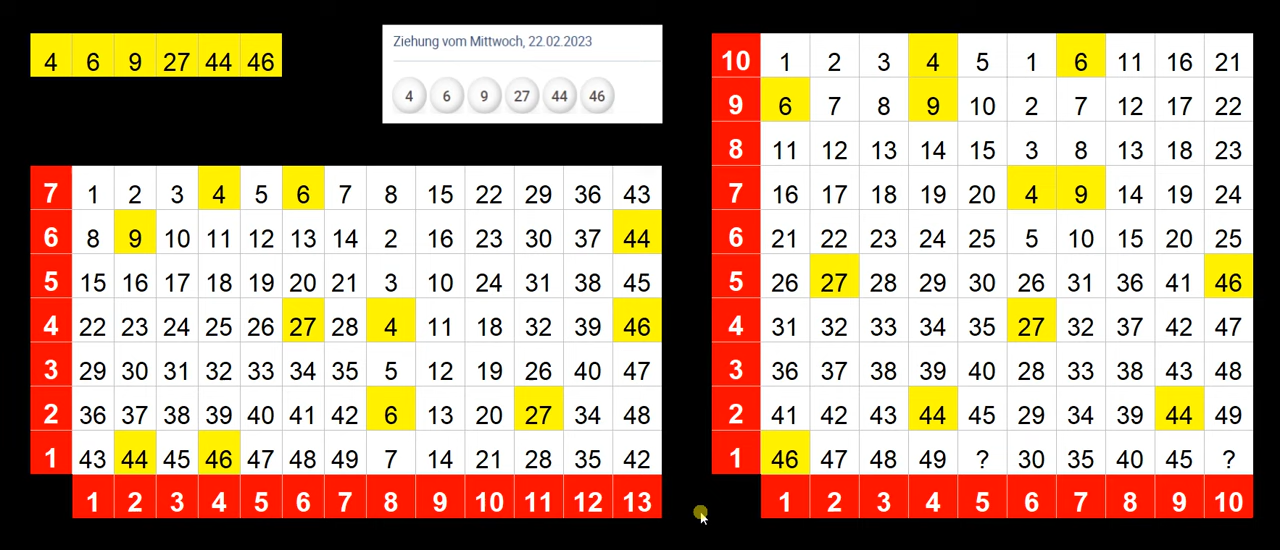 4 6 9 27 44 46
Ziehung vom Mittwoch, 22.02.2023
4 6 9 27 44 46
7 1 2 3 4 5 6 7 8 15 22 29 36 43
6 8 9 10 11 12 13 14 2 16 23 30 37 44
5 15 16 17 18 19 20 21 3 10 24 31 38 45
4 22 23 24 25 26 27 28 4 11 18 32 39 46
3 29 30 31 32 33 34 35 5 12 19 26 40 47
2 36 37 38 39 40 41 42 6 13 20 27 34 48
1 43 44 45 46 47 48 49 7 14 21 28 35 42
1 2 3 4 5 6 7 8 9 10 11 12 13
10 1 2 3 4 5 1 6 11 16 21
9 6 7 8 9 10 2 7 12 17 22
8 11 12 13 14 15 3 8 13 18 23
7 16 17 18 19 20 4 9 14 19 24
6 21 22 23 24 25 5 10 15 20 25
5 26 27 28 29 30 26 31 36 41 46
4 31 32 33 34 35 27 32 37 42 47
3 36 37 38 39 40 28 33 38 43 48
2 41 42 43 44 45 29 34 39 44 49
1 46 47 48 49 ? 30 35 40 45 ?
1 2 3 4 5 6 7 8 9 10